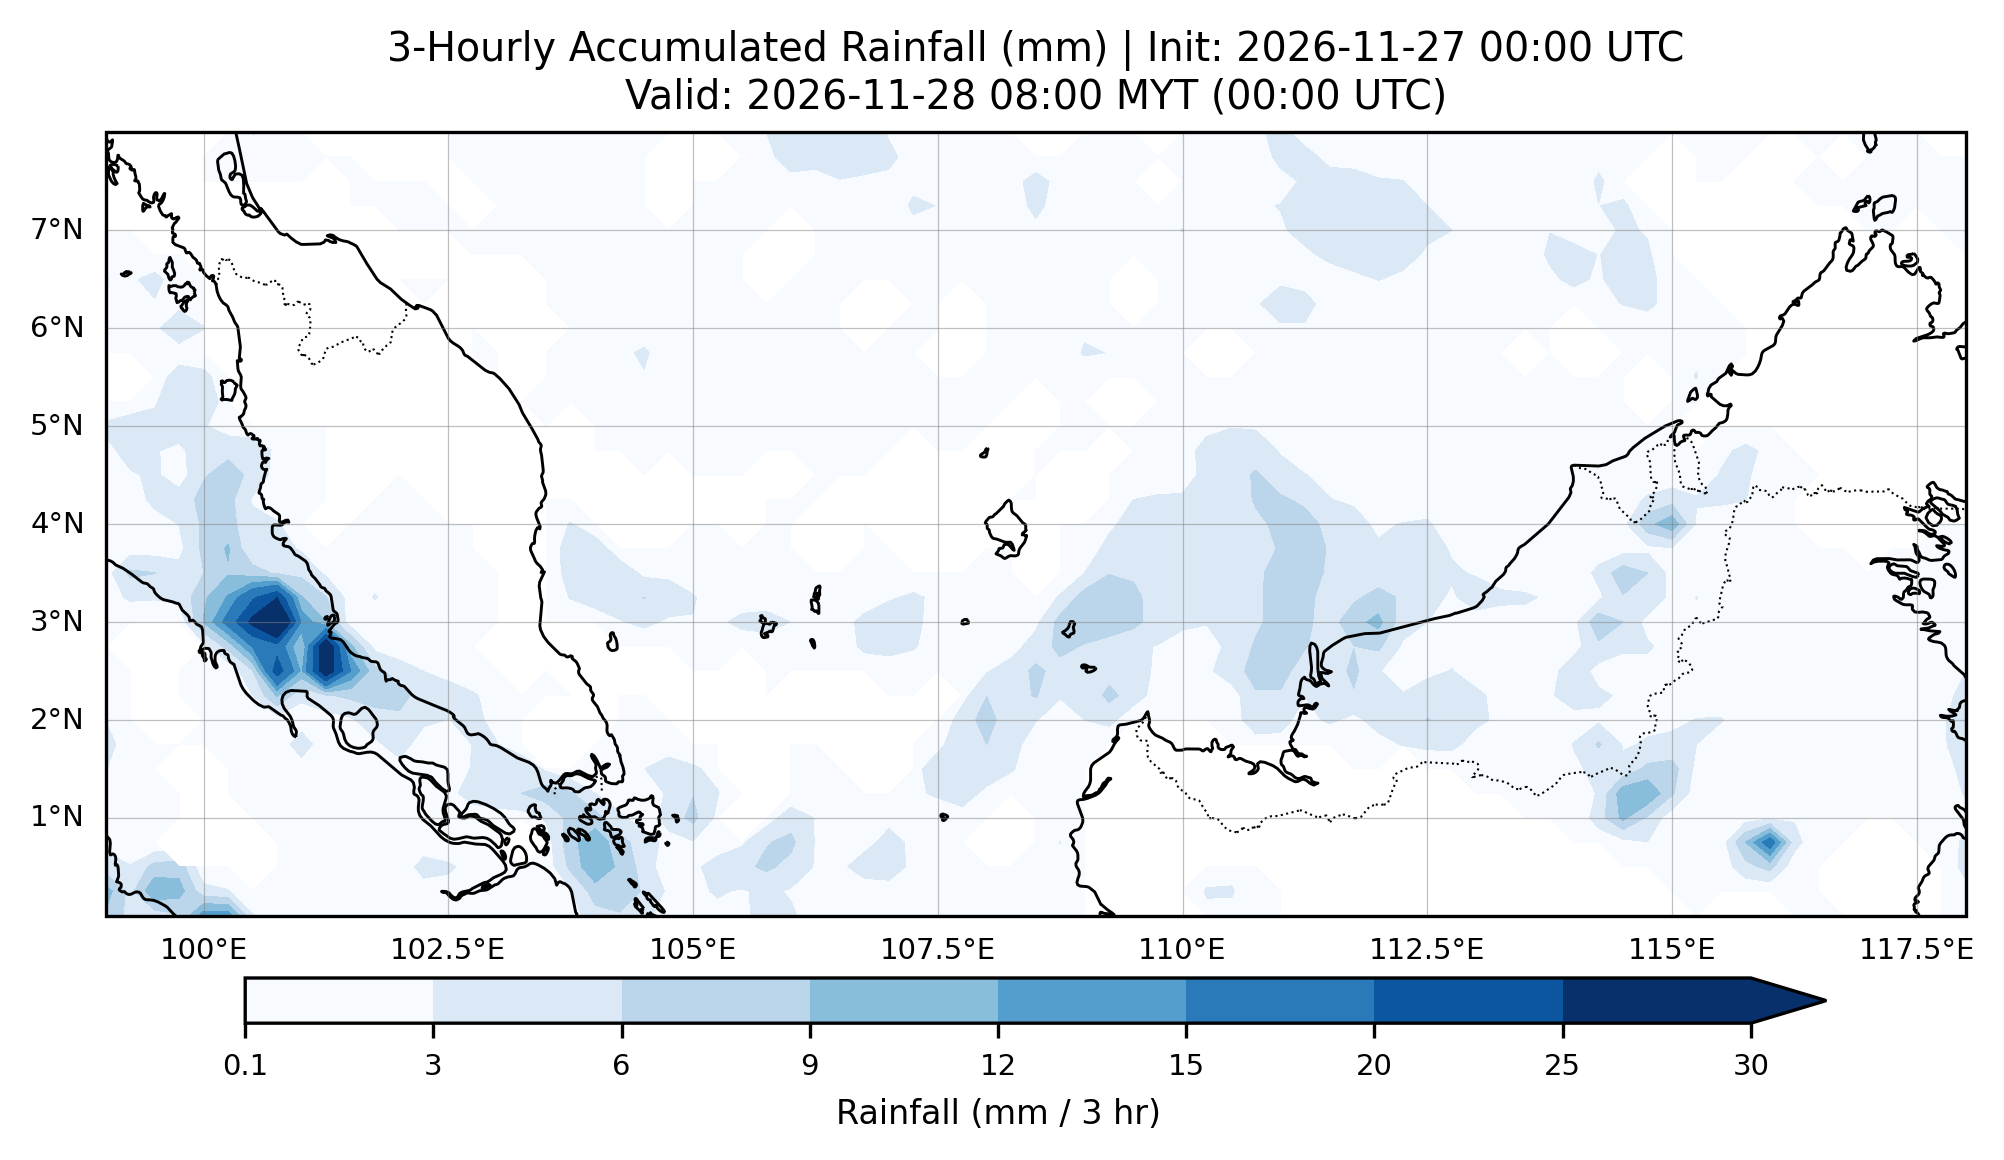 3-Hourly Accumulated Rainfall (mm) | Init: 2026-11-27 00:00 UTC
Valid: 2026-11-28 08:00 MYT (00:00 UTC)
7°N
6°N
5°N
4°N
3°N
2°N
1°N
100°E 102.5°E 105°E 107.5°E 110°E 112.5°E 115°E 117.5°E
0.1 3 6 9 12 15 20 25 30
Rainfall (mm / 3 hr)